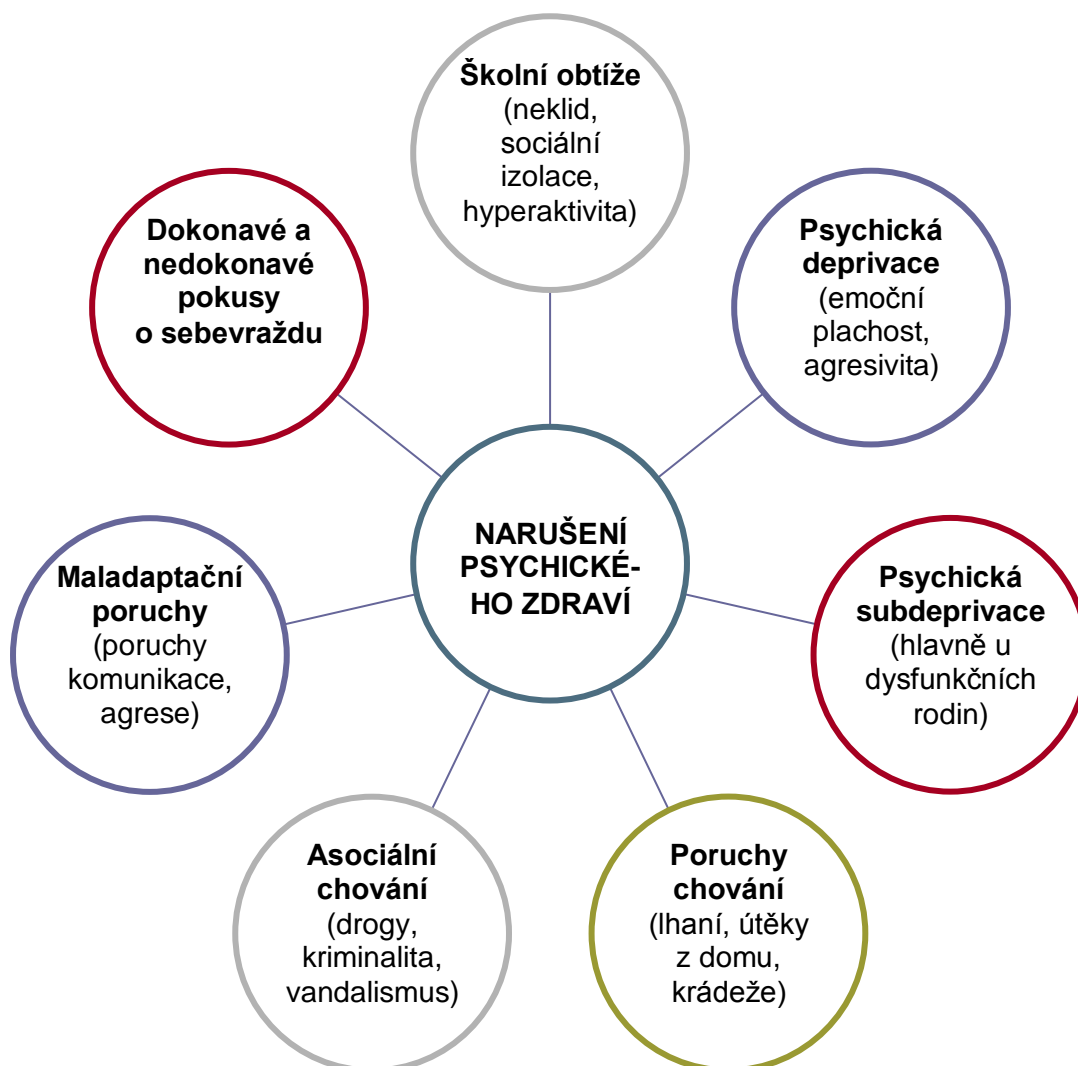 Školní obtíže
(neklid,
sociální
izolace,
hyperaktivita)
Psychická
deprivace
(emoční
plachost,
agresivita)
Psychická
subdeprivace
(hlavně u
dysfunkčních
rodin)
Poruchy
chování
(lhaní, útěky
z domu,
krádeže)
Asociální
chování
(drogy,
kriminalita,
vandalismus)
Maladaptační
poruchy
(poruchy
komunikace,
agrese)
Dokonavé a
nedokonavé
pokusy
o sebevraždu
NARUŠENÍ
PSYCHICKÉ-
HO ZDRAVÍ